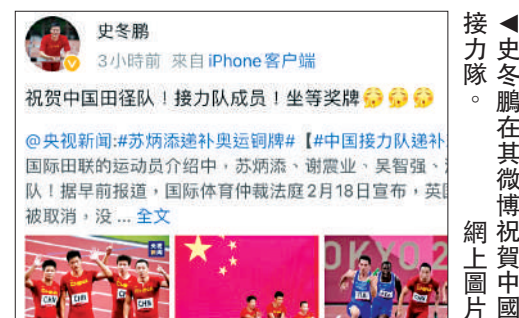 史冬鹏
3小時前 來自 iPhone客户端
祝贺中国田径队！接力队成员！坐等奖牌
@央视新闻:#苏炳添递补奥运铜牌#【#中国接力队递补
国际田联的运动员介绍中，苏炳添、谢震业、吴智强、
队！据早前报道，国际体育仲裁法庭2月18日宣布，英
被取消，没 ... 全文
CHN
CHN
CHN
TOKYO 2
◀史冬鵬在其微博祝賀中國
接力隊。 網上圖片